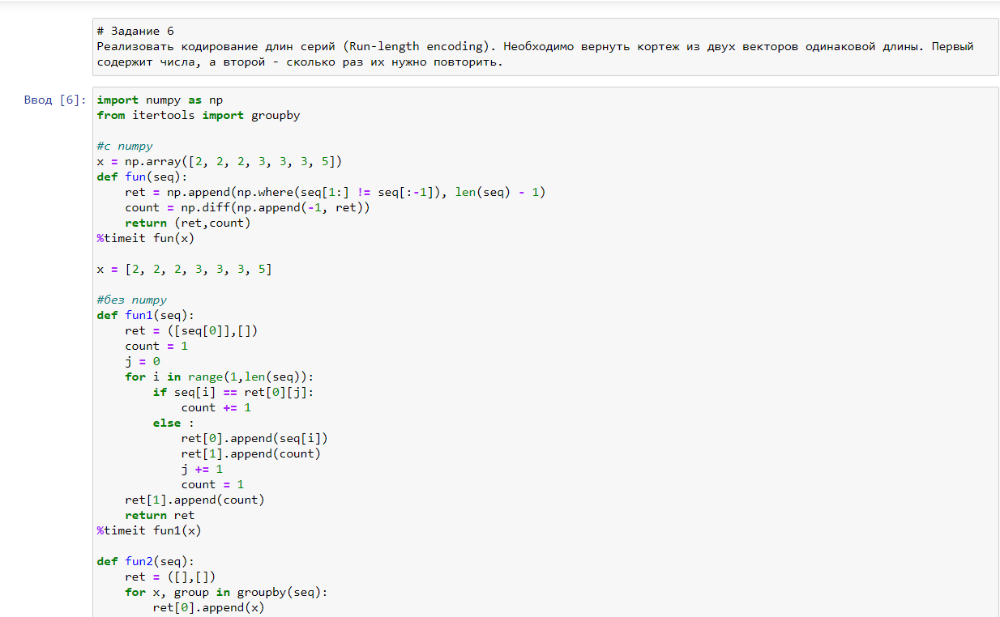 # Задание 6
Реализовать кодирование длин серий (Run-length encoding). Необходимо вернуть кортеж из двух векторов одинаковой длины. Первый
содержит числа, а второй - сколько раз их нужно повторить.
Ввод [6]:
import numpy as np
from itertools import groupby

#с numpy
x = np.array([2, 2, 2, 3, 3, 3, 5])
def fun(seq):
    ret = np.append(np.where(seq[1:] != seq[:-1]), len(seq) - 1)
    count = np.diff(np.append(-1, ret))
    return (ret,count)
%timeit fun(x)

x = [2, 2, 2, 3, 3, 3, 5]

#без numpy
def fun1(seq):
    ret = ([seq[0]],[])
    count = 1
    j = 0
    for i in range(1,len(seq)):
        if seq[i] == ret[0][j]:
            count += 1
        else :
            ret[0].append(seq[i])
            ret[1].append(count)
            j += 1
            count = 1
    ret[1].append(count)
    return ret
%timeit fun1(x)

def fun2(seq):
    ret = ([],[])
    for x, group in groupby(seq):
        ret[0].append(x)